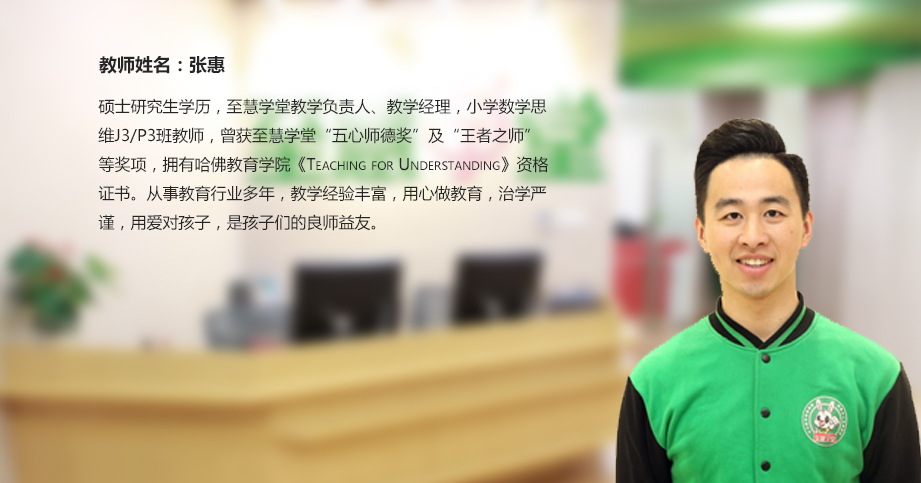 教师姓名：张惠
硕士研究生学历，至慧学堂教学负责人、教学经理，小学数学思
维J3/P3班教师，曾获至慧学堂“五心师德奖”及“王者之师”
等奖项，拥有哈佛教育学院《TEACHING FOR UNDERSTANDING》资格
证书。从事教育行业多年，教学经验丰富，用心做教育，治学严
谨，用爱对孩子，是孩子们的良师益友。